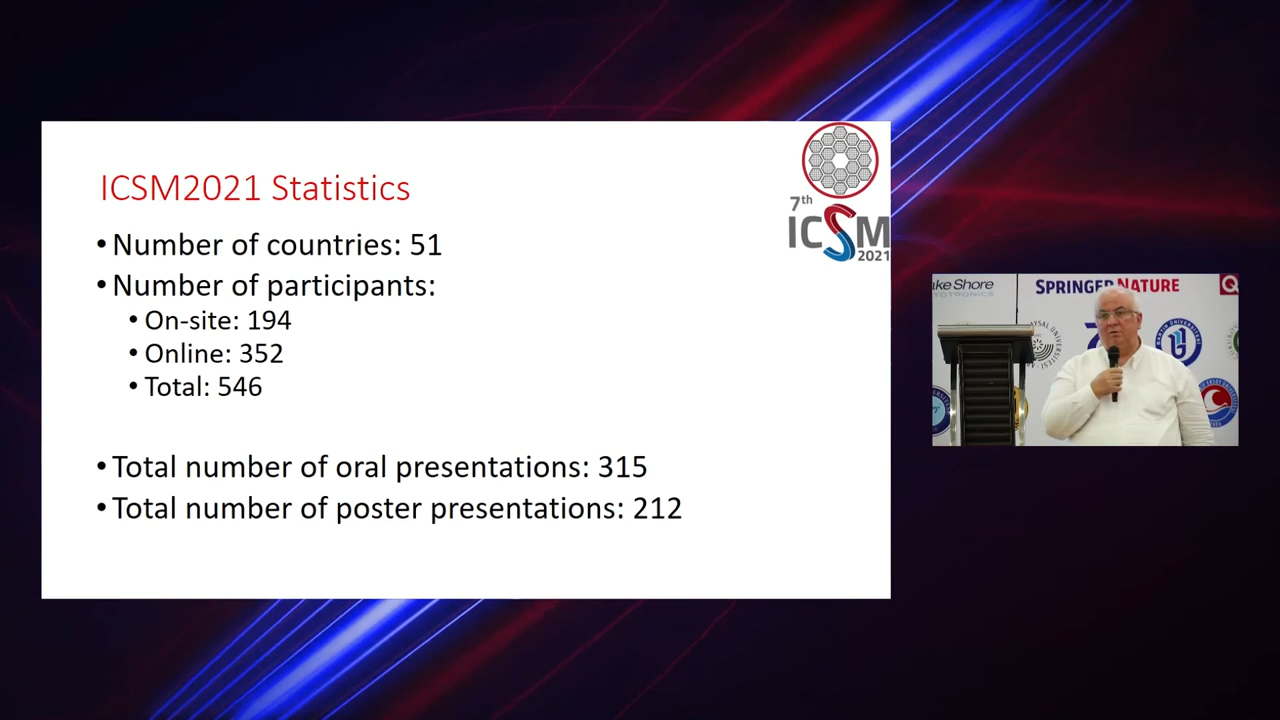 ICSM2021 Statistics
• Number of countries: 51
• Number of participants:
• On-site: 194
• Online: 352
• Total: 546
• Total number of oral presentations: 315
• Total number of poster presentations: 212
7th
ICSM
2021
ake Shore
SPRINGER NATURE